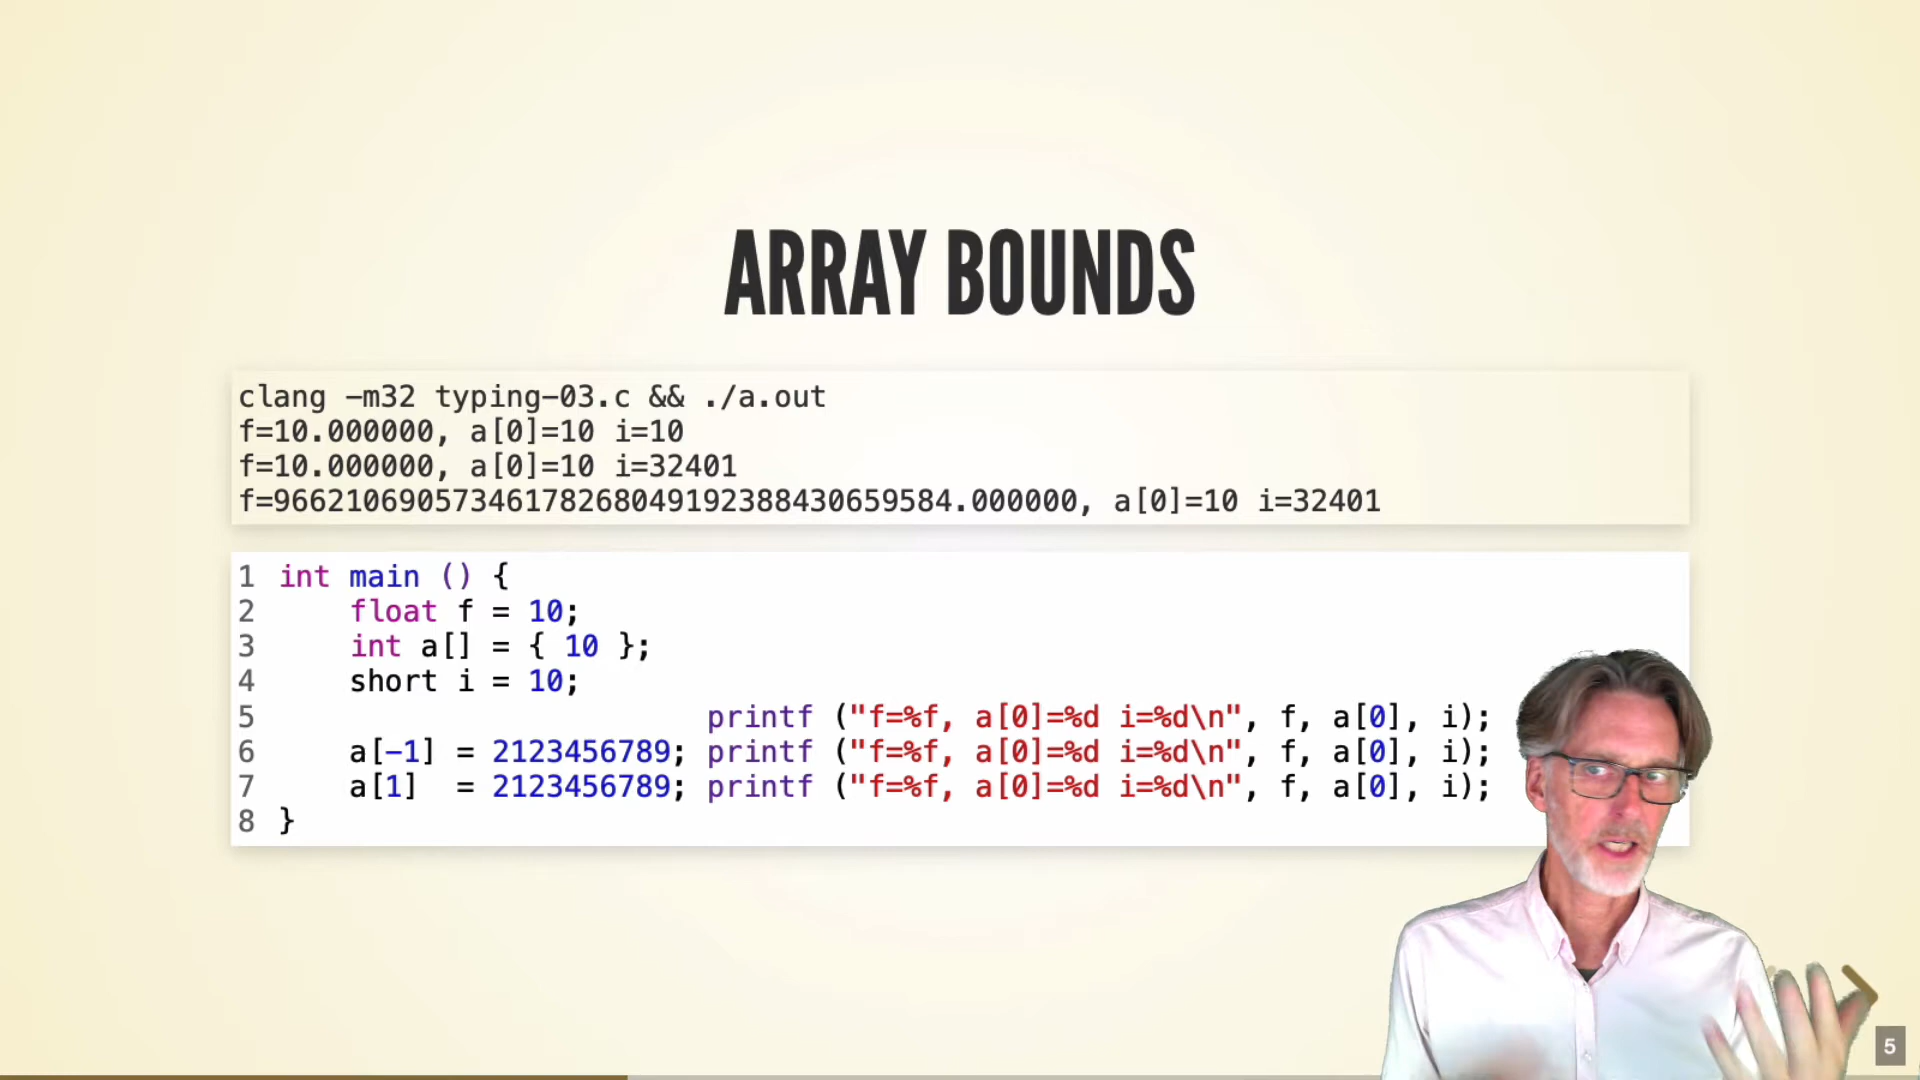 ARRAY BOUNDS
clang -m32 typing-03.c && ./a.out
f=10.000000, a[0]=10 i=10
f=10.000000, a[0]=10 i=32401
f=96621069057346178268049192388430659584.000000, a[0]=10 i=32401
1 int main () {
2     float f = 10;
3     int a[] = { 10 };
4     short i = 10;
5                         printf ("f=%f, a[0]=%d i=%d\n", f, a[0], i);
6     a[-1] = 2123456789; printf ("f=%f, a[0]=%d i=%d\n", f, a[0], i);
7     a[1]  = 2123456789; printf ("f=%f, a[0]=%d i=%d\n", f, a[0], i);
8 }
5